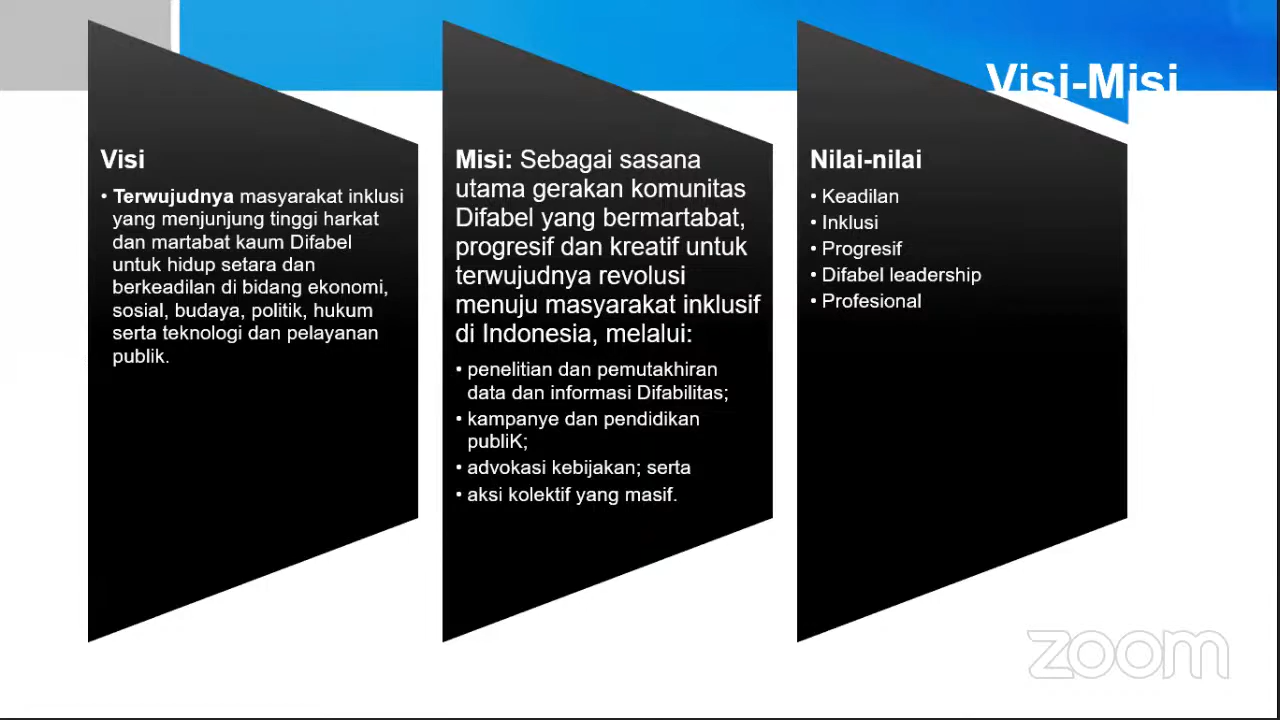 Visi-Misi
Visi
• Terwujudnya masyarakat inklusi
yang menjunjung tinggi harkat
dan martabat kaum Difabel
untuk hidup setara dan
berkeadilan di bidang ekonomi,
sosial, budaya, politik, hukum
serta teknologi dan pelayanan
publik.
Misi: Sebagai sasana
utama gerakan komunitas
Difabel yang bermartabat,
progresif dan kreatif untuk
terwujudnya revolusi
menuju masyarakat inklusif
di Indonesia, melalui:
• penelitian dan pemutakhiran
data dan informasi Difabilitas;
• kampanye dan pendidikan
publiK;
• advokasi kebijakan; serta
• aksi kolektif yang masif.
Nilai-nilai
• Keadilan
• Inklusi
• Progresif
• Difabel leadership
• Profesional
zoom